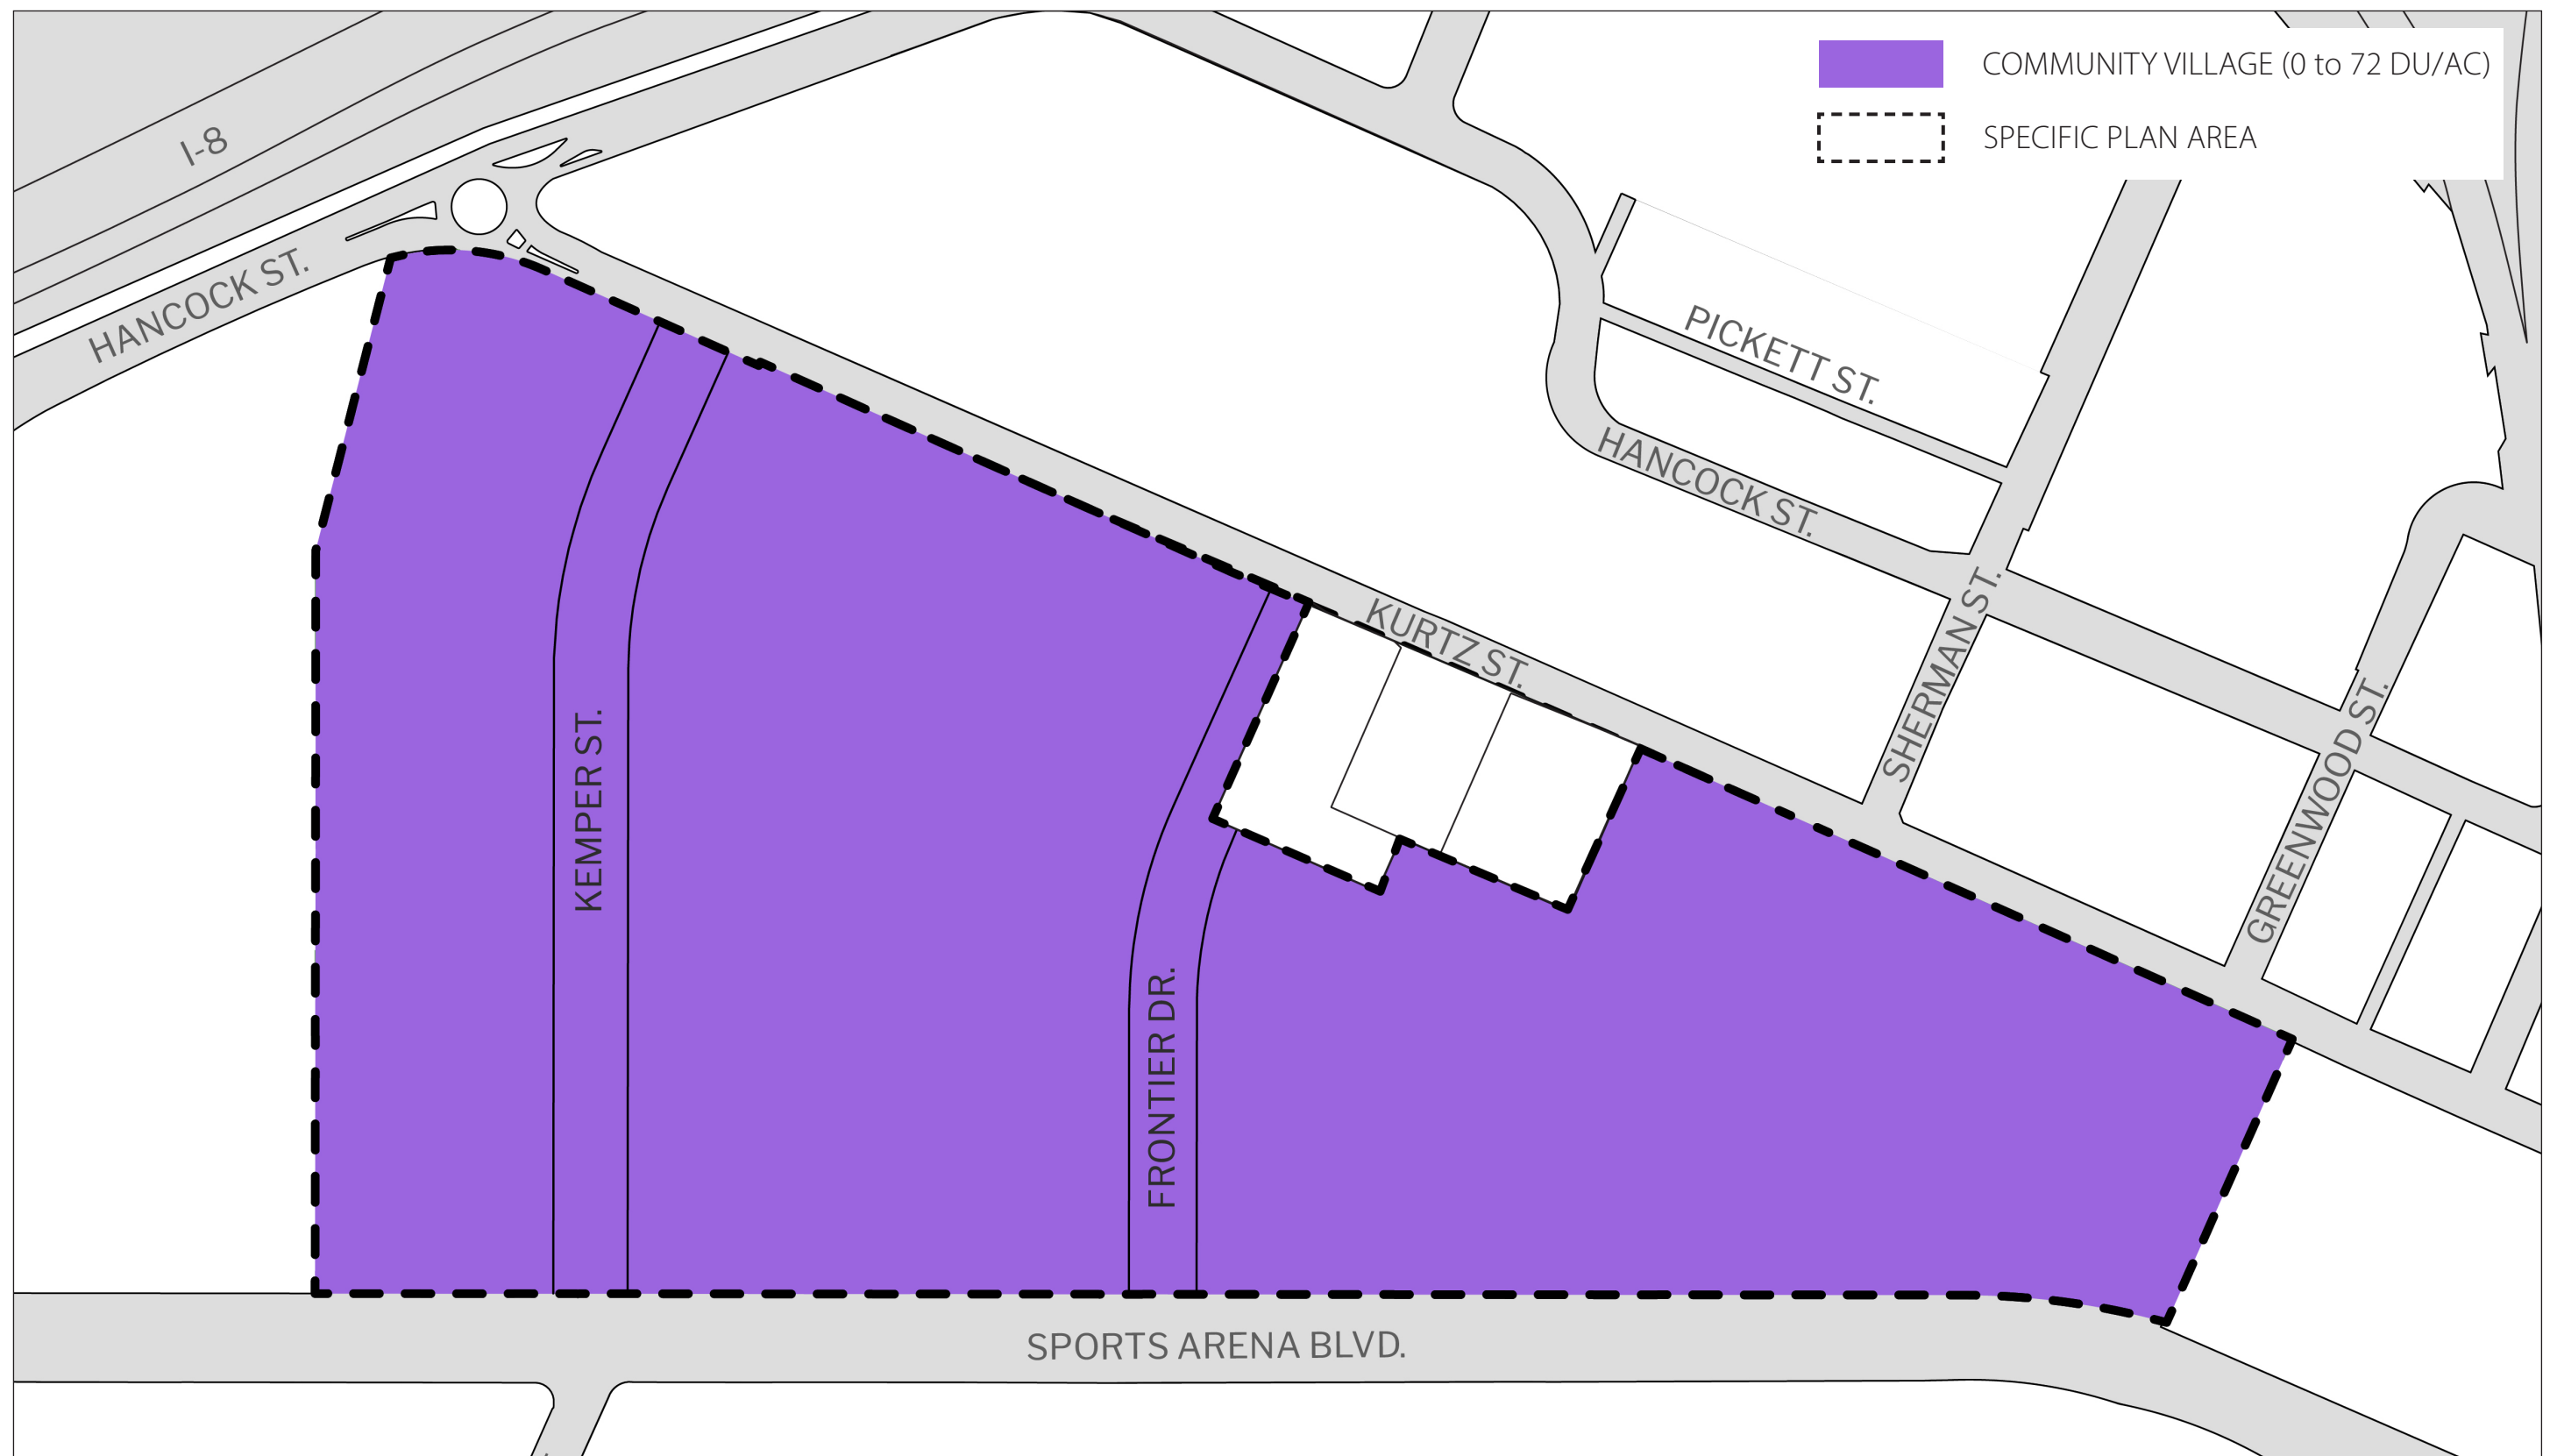 COMMUNITY VILLAGE (0 to 72 DU/AC)
SPECIFIC PLAN AREA
I-8
HANCOCK ST.
PICKETT ST.
HANCOCK ST.
KURTZ ST.
SHERMAN ST.
GREENWOOD ST.
KEMPER ST.
FRONTIER DR.
SPORTS ARENA BLVD.